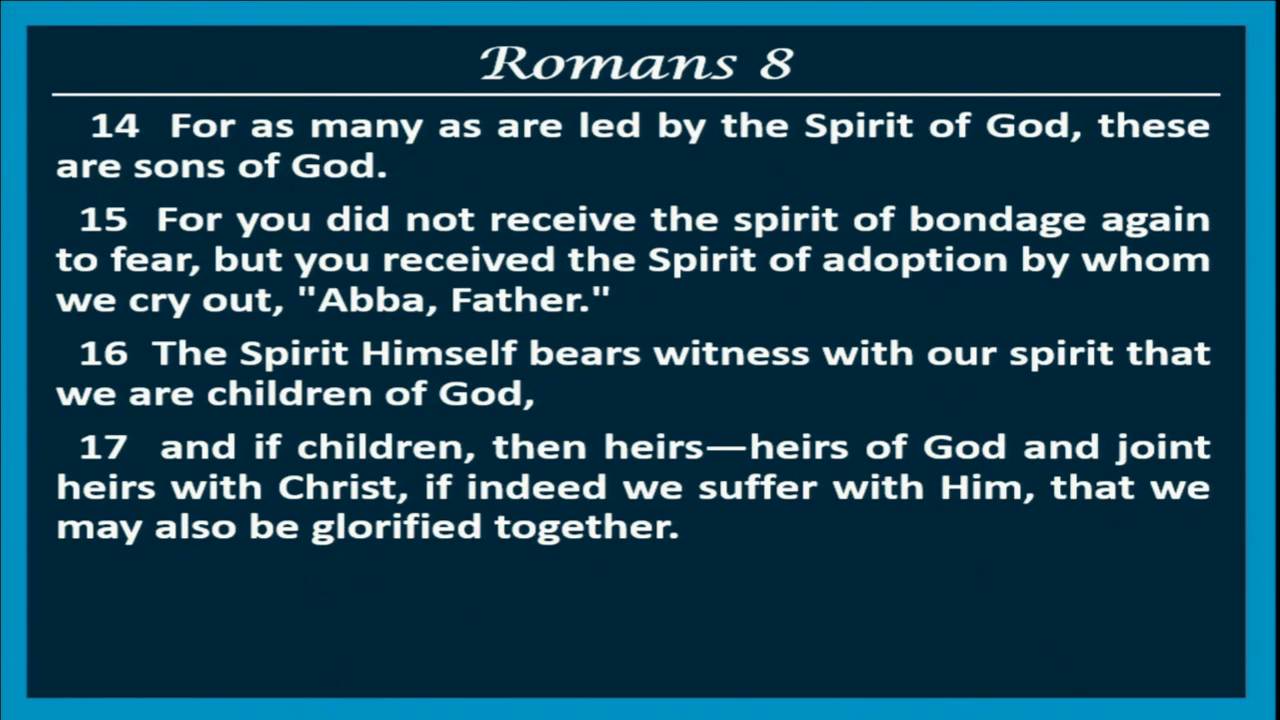 Romans 8
14 For as many as are led by the Spirit of God, these
are sons of God.
15 For you did not receive the spirit of bondage again
to fear, but you received the Spirit of adoption by whom
we cry out, "Abba, Father."
16 The Spirit Himself bears witness with our spirit that
we are children of God,
17 and if children, then heirs—heirs of God and joint
heirs with Christ, if indeed we suffer with Him, that we
may also be glorified together.